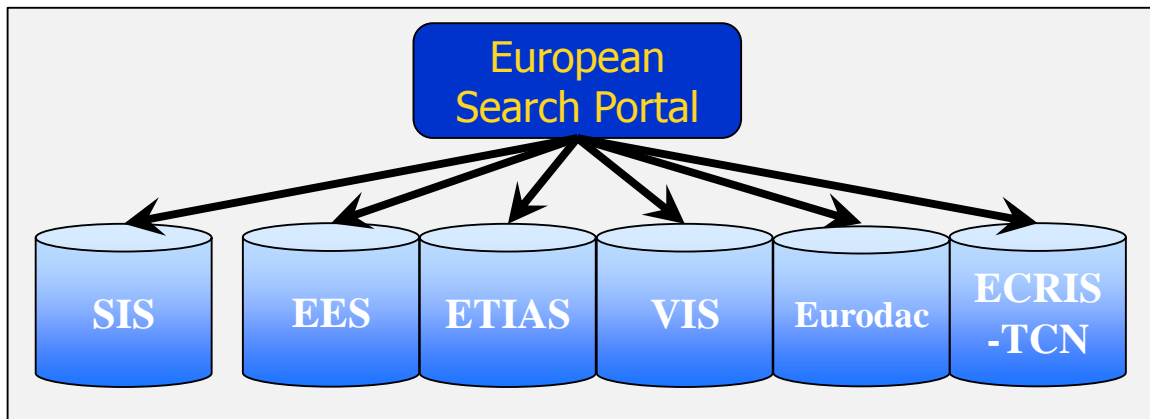 European
Search Portal
SIS
EES
ETIAS
VIS
Eurodac
ECRIS
-TCN